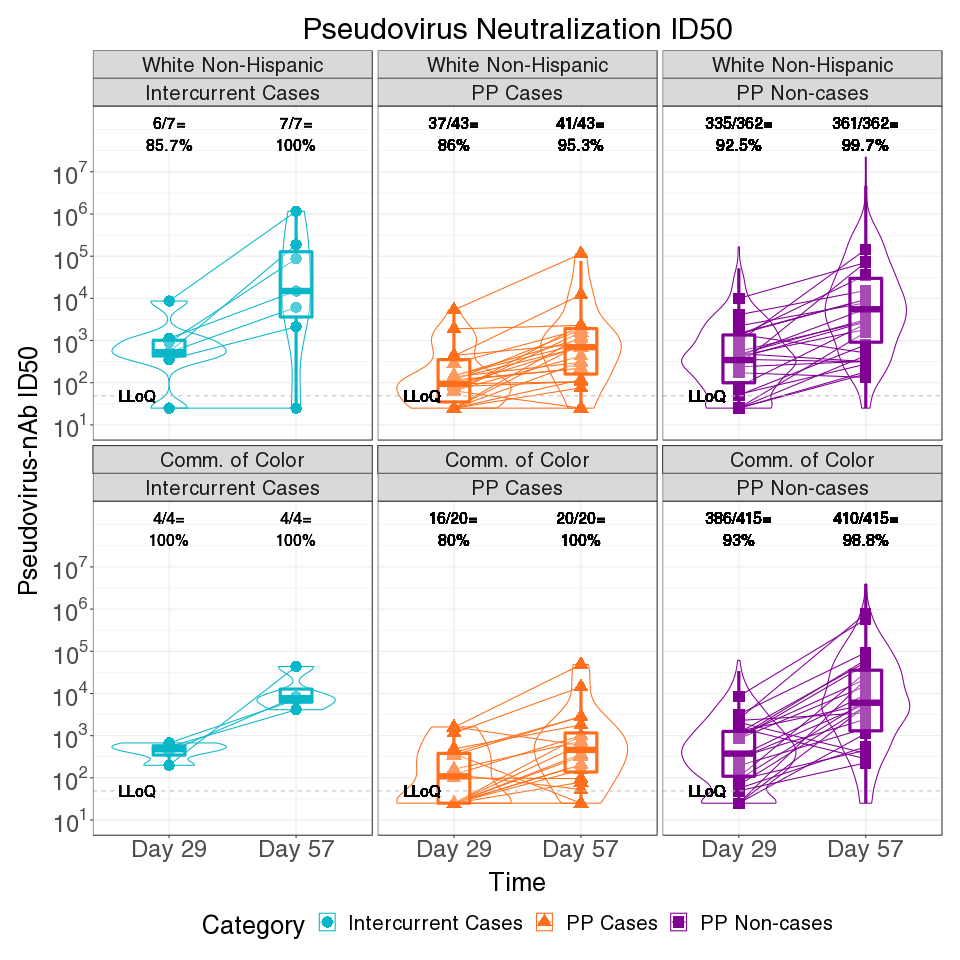 Pseudovirus Neutralization ID50
White Non-Hispanic White Non-Hispanic White Non-Hispanic
Intercurrent Cases PP Cases PP Non-cases
6/7= 7/7= 37/43= 41/43= 335/362= 361/362=
85.7% 100% 86% 95.3% 92.5% 99.7%
10^7
10^6
10^5
10^4
10^3
10^2
10^1
LLoQ LLoQ LLoQ
Pseudovirus-nAb ID50
Comm. of Color Comm. of Color Comm. of Color
Intercurrent Cases PP Cases PP Non-cases
4/4= 4/4= 16/20= 20/20= 386/415= 410/415=
100% 100% 80% 100% 93% 98.8%
10^7
10^6
10^5
10^4
10^3
10^2
10^1
LLoQ LLoQ LLoQ
Day 29 Day 57 Day 29 Day 57 Day 29 Day 57
Time
Category Intercurrent Cases PP Cases PP Non-cases